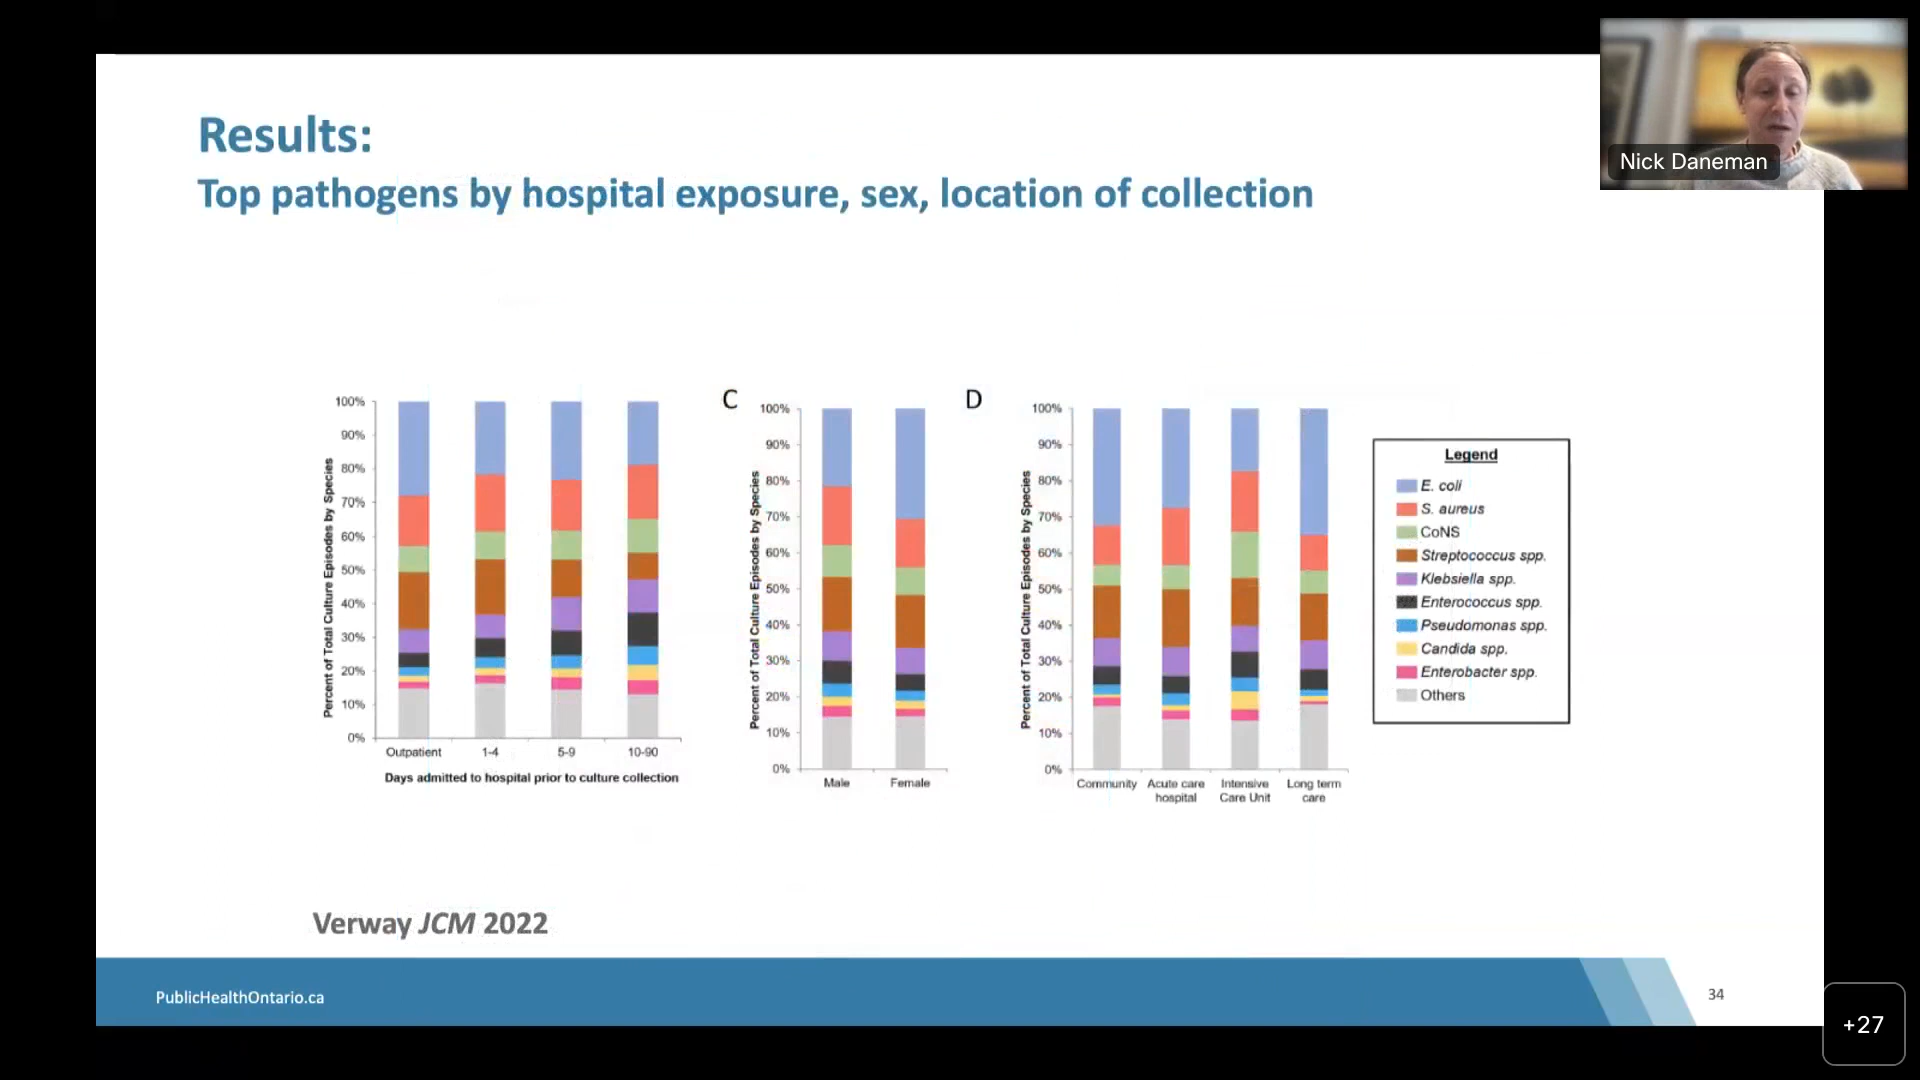 Nick Daneman
Results:
Top pathogens by hospital exposure, sex, location of collection
Percent of Total Culture Episodes by Species
100%
90%
80%
70%
60%
50%
40%
30%
20%
10%
0%
Outpatient 1-4 5-9 10-90
Days admitted to hospital prior to culture collection
C
Percent of Total Culture Episodes by Species
100%
90%
80%
70%
60%
50%
40%
30%
20%
10%
0%
Male Female
D
Percent of Total Culture Episodes by Species
100%
90%
80%
70%
60%
50%
40%
30%
20%
10%
0%
Community Acute care Intensive Long term
hospital Care Unit care
Legend
E. coli
S. aureus
CoNS
Streptococcus spp.
Klebsiella spp.
Enterococcus spp.
Pseudomonas spp.
Candida spp.
Enterobacter spp.
Others
Verway JCM 2022
PublicHealthOntario.ca
34
+27